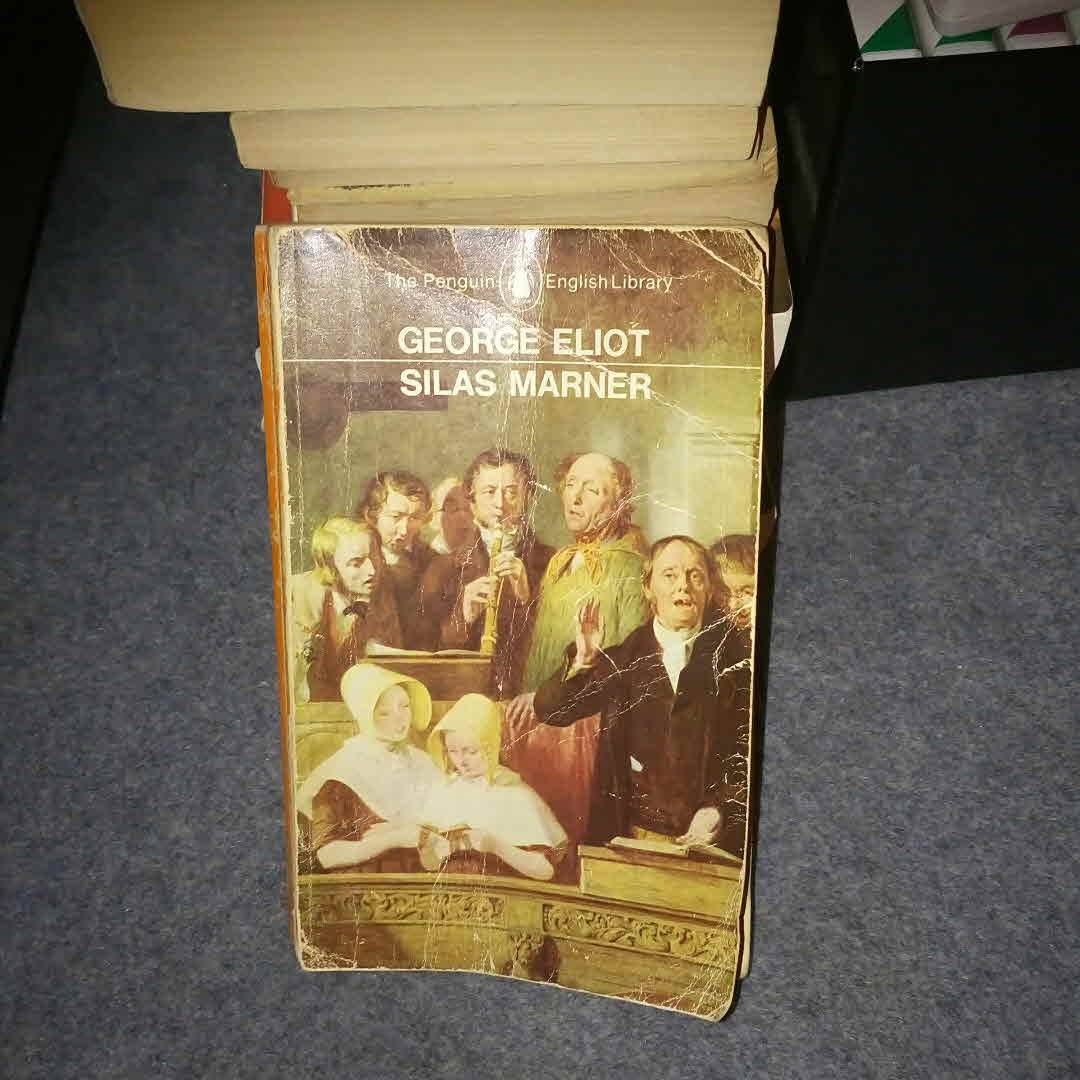 The Penguin English Library
GEORGE ELIOT
SILAS MARNER